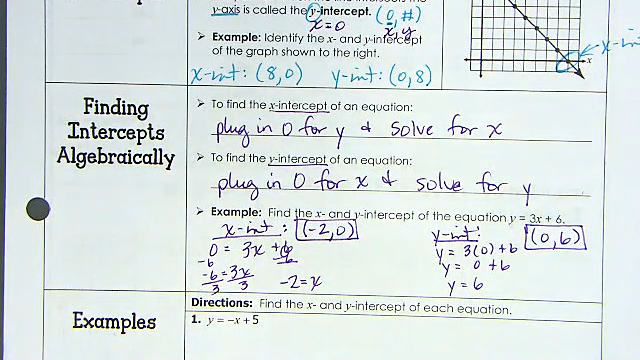 y-axis is called the y-intercept. (0, #)
x=0 x, y
➢ Example: Identify the x- and y-intercept
of the graph shown to the right.
x-int: (8,0) y-int: (0,8)
x-in
x
Finding
Intercepts
Algebraically
➢ To find the x-intercept of an equation:
plug in 0 for y & solve for x
➢ To find the y-intercept of an equation:
plug in 0 for x & solve for y
➢ Example: Find the x- and y-intercept of the equation y = 3x + 6.
x-int: (-2,0)
0 = 3x + 6
-6 -6
-6 = 3x
3 3
-2 = x
y-int: (0,6)
y = 3(0) + 6
y = 0 + 6
y = 6
Examples
Directions: Find the x- and y-intercept of each equation.
1. y = -x + 5